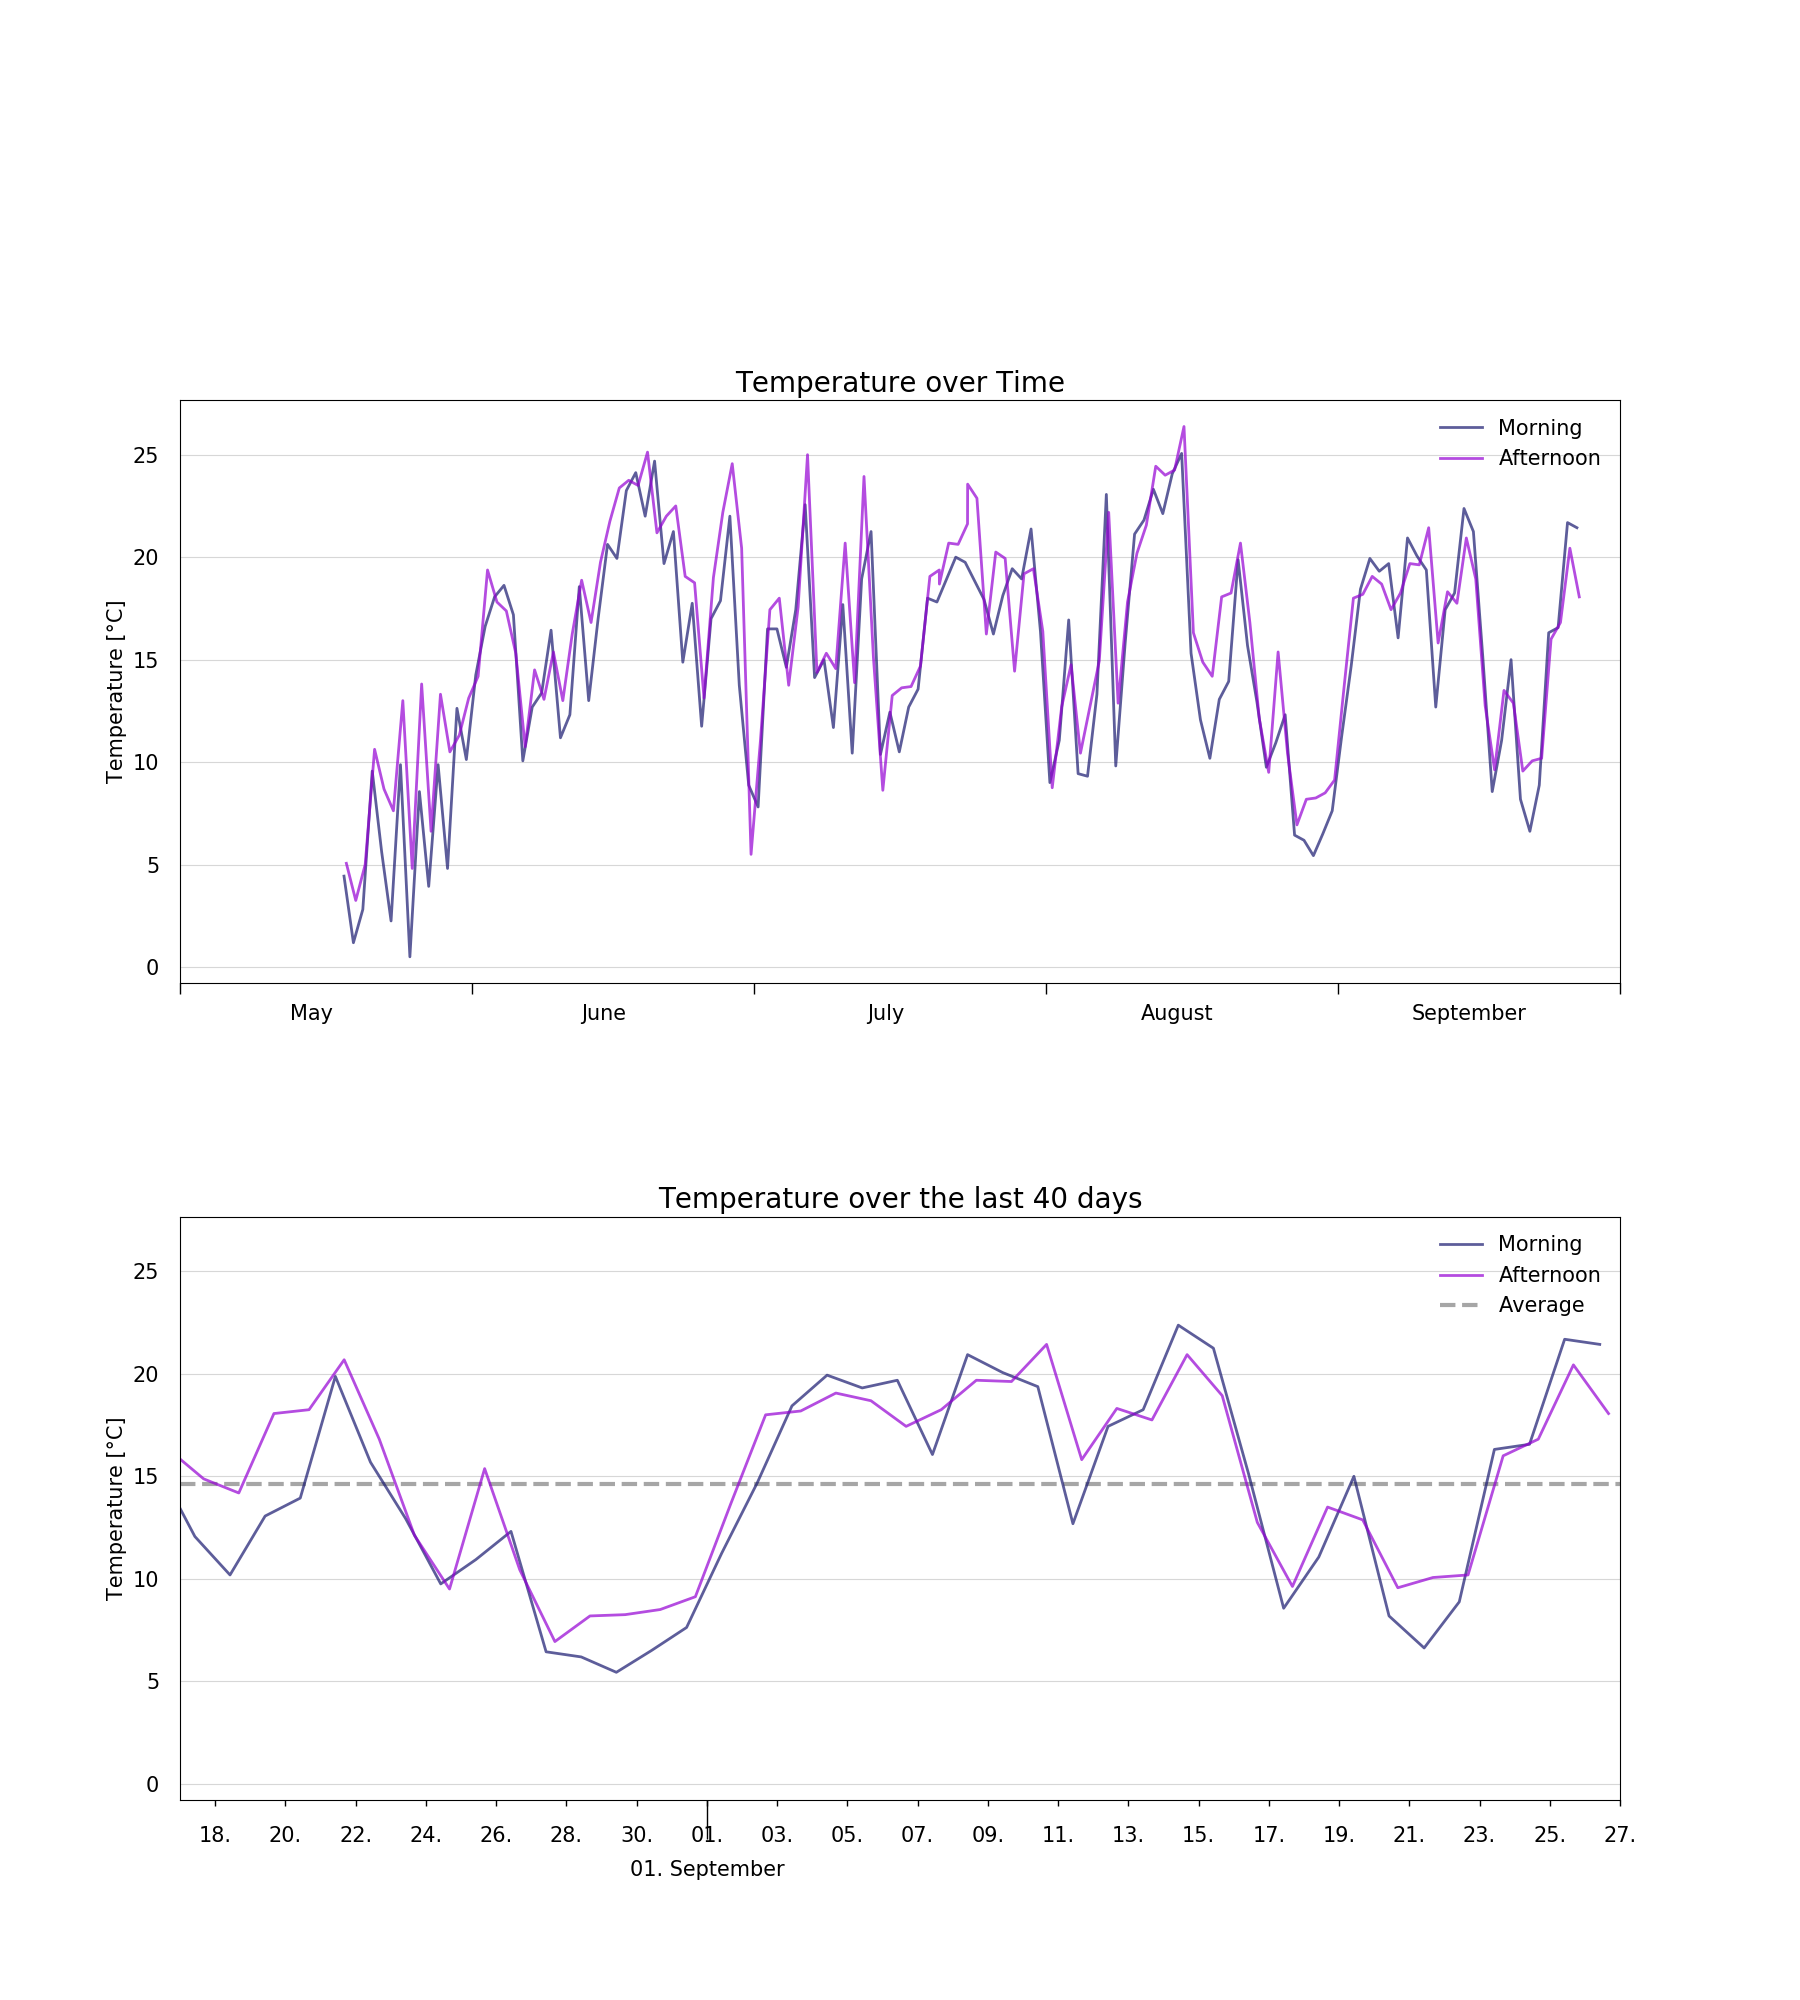 Temperature over Time
Morning
Afternoon
25
20
15
10
5
0
Temperature [°C]
May June July August September
Temperature over the last 40 days
Morning
Afternoon
Average
25
20
15
10
5
0
Temperature [°C]
18. 20. 22. 24. 26. 28. 30. 01. 03. 05. 07. 09. 11. 13. 15. 17. 19. 21. 23. 25. 27.
01. September